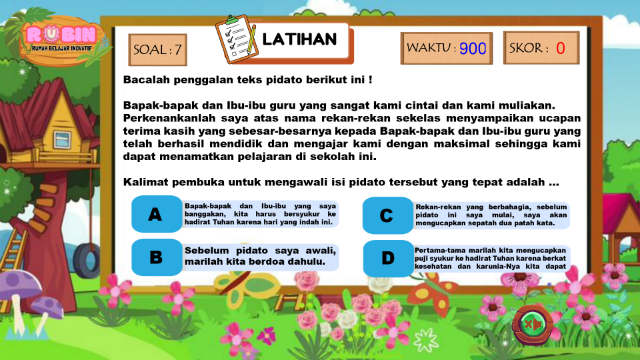 RUBIN
RUMAH BELAJAR INOVATIF
SOAL : 7
LATIHAN
WAKTU : 900
SKOR : 0
Bacalah penggalan teks pidato berikut ini !
Bapak-bapak dan Ibu-ibu guru yang sangat kami cintai dan kami muliakan.
Perkenankanlah saya atas nama rekan-rekan sekelas menyampaikan ucapan
terima kasih yang sebesar-besarnya kepada Bapak-bapak dan Ibu-ibu guru yang
telah berhasil mendidik dan mengajar kami dengan maksimal sehingga kami
dapat menamatkan pelajaran di sekolah ini.
Kalimat pembuka untuk mengawali isi pidato tersebut yang tepat adalah ...
A
Bapak-bapak dan Ibu-ibu yang saya
banggakan, kita harus bersyukur ke
hadirat Tuhan karena hari yang indah ini.
B
Sebelum pidato saya awali,
marilah kita berdoa dahulu.
C
Rekan-rekan yang berbahagia, sebelum
pidato ini saya mulai, saya akan
mengucapkan sepatah dua patah kata.
D
Pertama-tama marilah kita mengucapkan
puji syukur ke hadirat Tuhan karena berkat
kesehatan dan karunia-Nya kita dapat